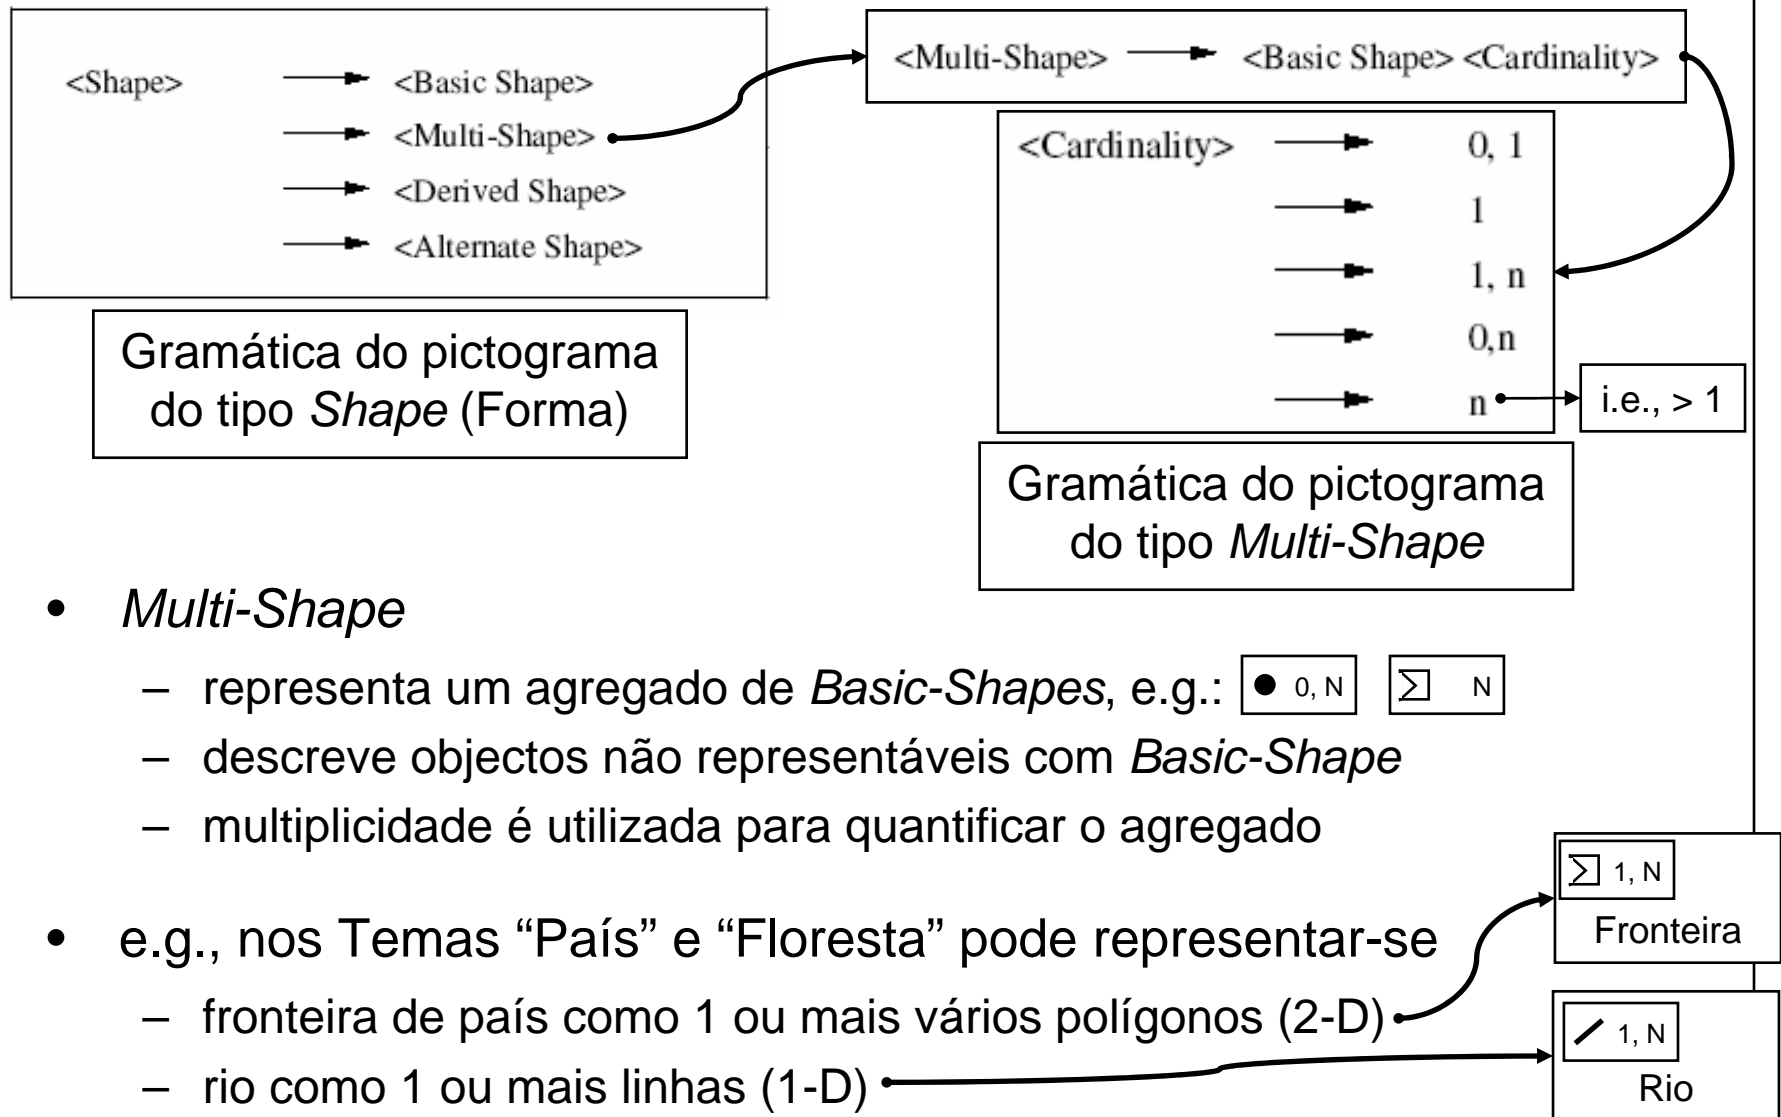 <Shape>
<Basic Shape>
<Multi-Shape>
<Derived Shape>
<Alternate Shape>
Gramática do pictograma
do tipo Shape (Forma)
<Multi-Shape> <Basic Shape> <Cardinality>
<Cardinality> 0, 1
1
1, n
0,n
n
i.e., > 1
Gramática do pictograma
do tipo Multi-Shape
• Multi-Shape
– representa um agregado de Basic-Shapes, e.g.: 0, N N
– descreve objectos não representáveis com Basic-Shape
– multiplicidade é utilizada para quantificar o agregado
• e.g., nos Temas “País” e “Floresta” pode representar-se
– fronteira de país como 1 ou mais vários polígonos (2-D)
– rio como 1 ou mais linhas (1-D)
1, N
Fronteira
1, N
Rio